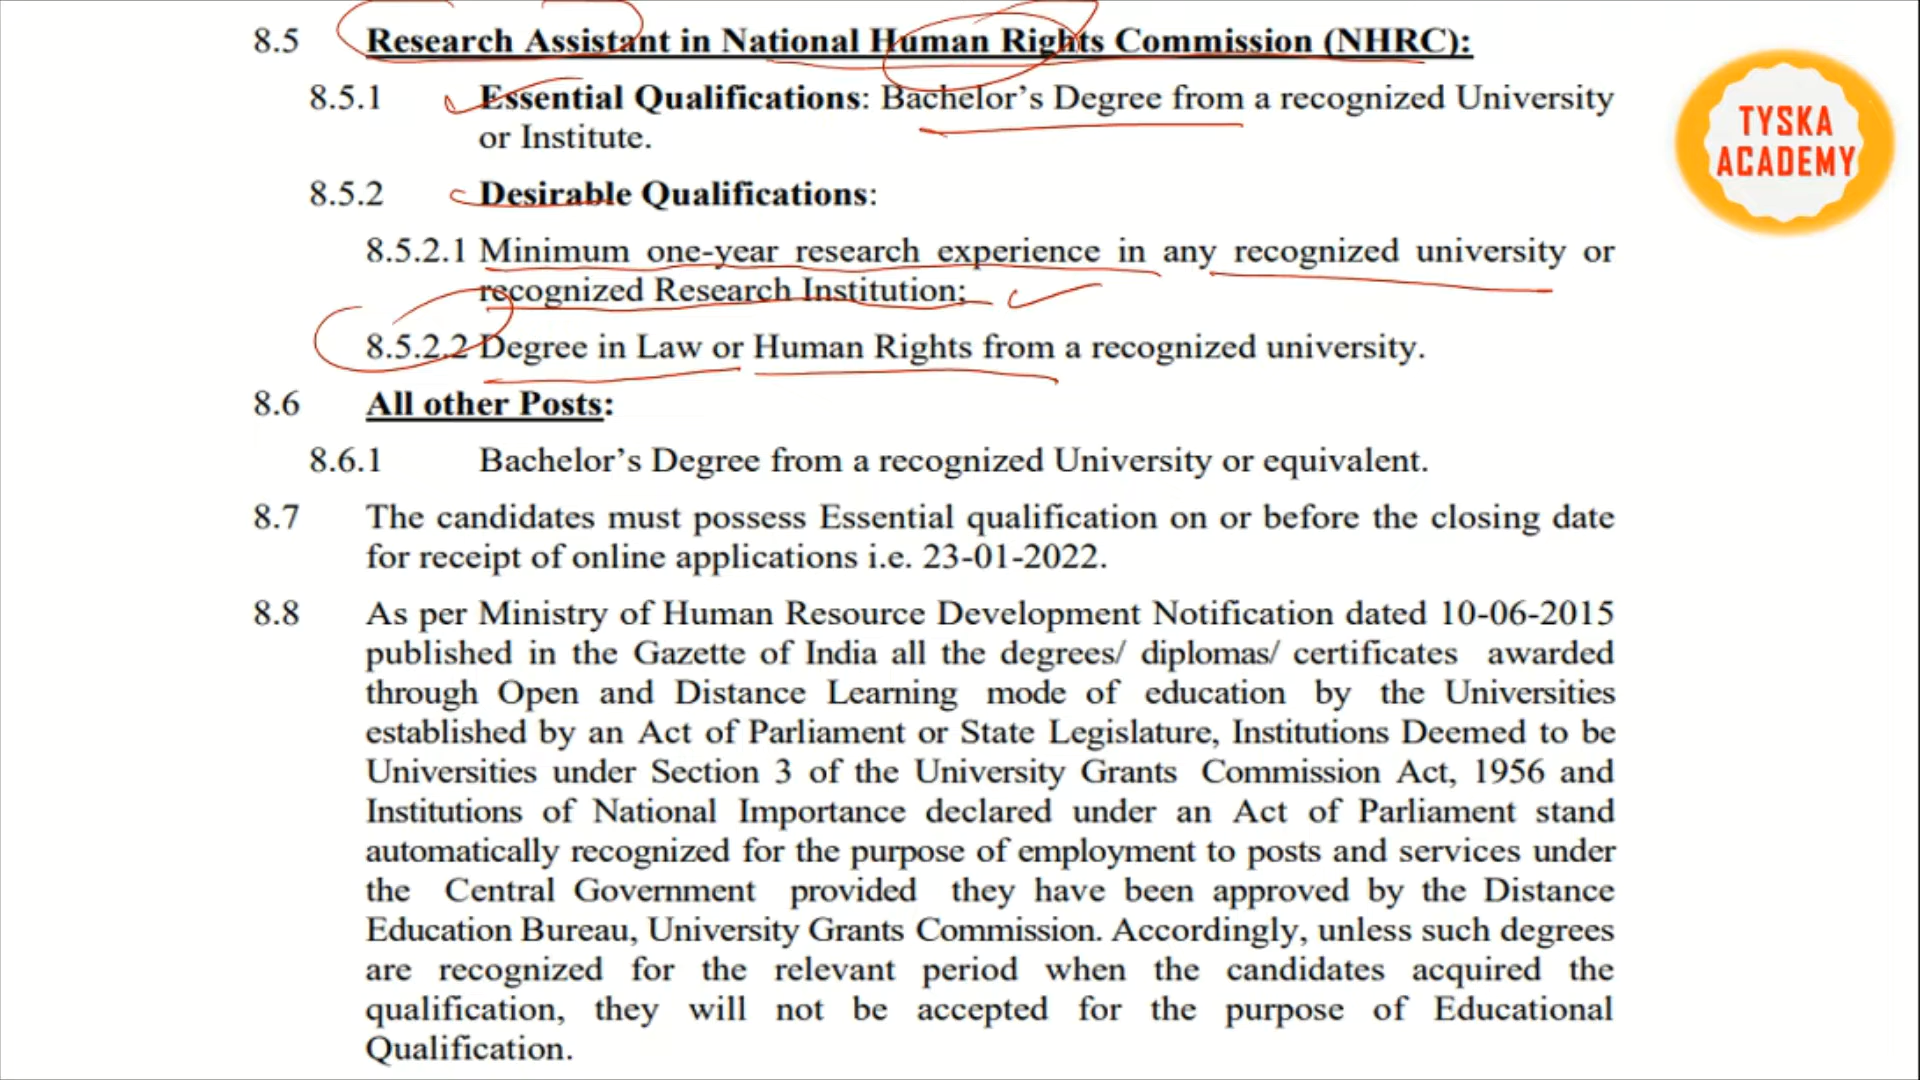 8.5 Research Assistant in National Human Rights Commission (NHRC):
8.5.1 Essential Qualifications: Bachelor's Degree from a recognized University
or Institute.
8.5.2 Desirable Qualifications:
8.5.2.1 Minimum one-year research experience in any recognized university or
recognized Research Institution;
8.5.2.2 Degree in Law or Human Rights from a recognized university.
8.6 All other Posts:
8.6.1 Bachelor's Degree from a recognized University or equivalent.
8.7 The candidates must possess Essential qualification on or before the closing date
for receipt of online applications i.e. 23-01-2022.
8.8 As per Ministry of Human Resource Development Notification dated 10-06-2015
published in the Gazette of India all the degrees/ diplomas/ certificates awarded
through Open and Distance Learning mode of education by the Universities
established by an Act of Parliament or State Legislature, Institutions Deemed to be
Universities under Section 3 of the University Grants Commission Act, 1956 and
Institutions of National Importance declared under an Act of Parliament stand
automatically recognized for the purpose of employment to posts and services under
the Central Government provided they have been approved by the Distance
Education Bureau, University Grants Commission. Accordingly, unless such degrees
are recognized for the relevant period when the candidates acquired the
qualification, they will not be accepted for the purpose of Educational
Qualification.
TYSKA
ACADEMY